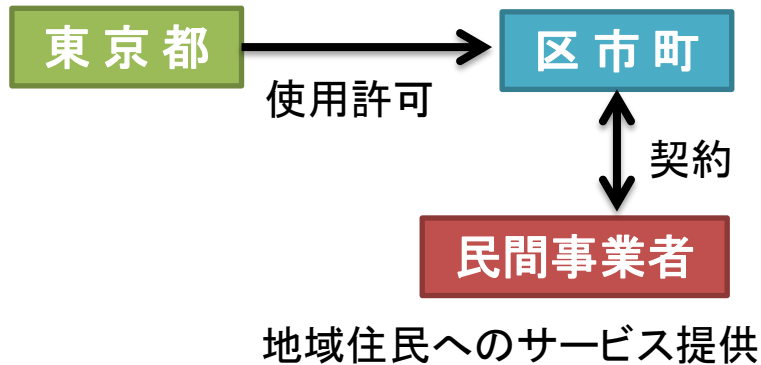 東京都
区市町
使用許可
契約
民間事業者
地域住民へのサービス提供